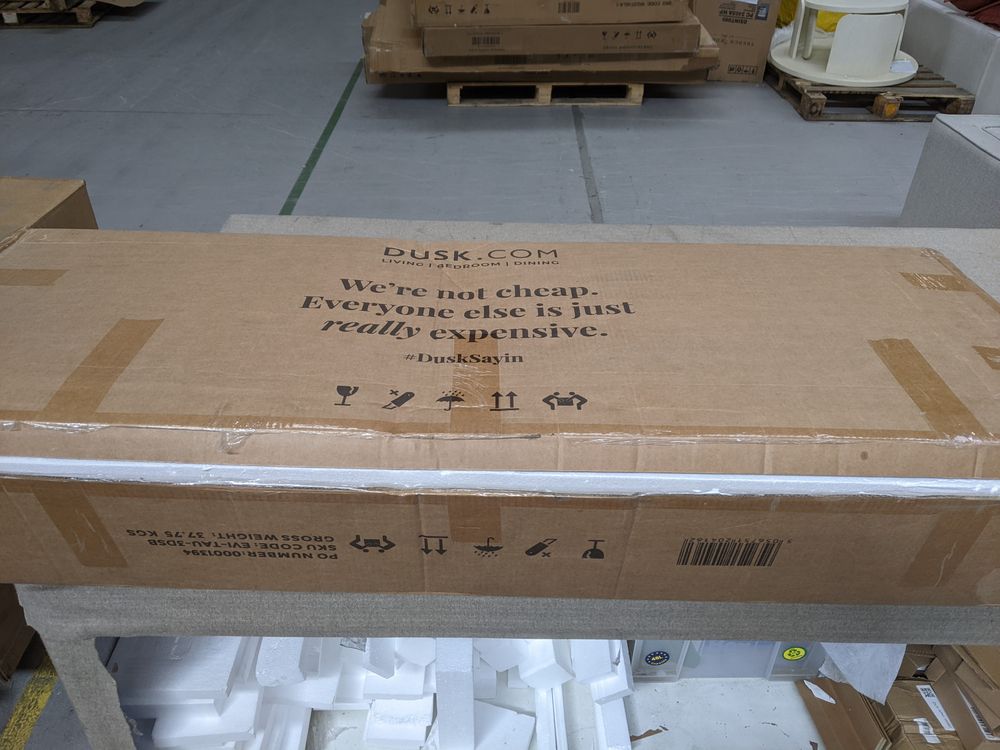 DUSK.COM
LIVING | BEDROOM | DINING
We're not cheap.
Everyone else is just
really expensive.
#DuskSayin
PO NUMBER:0001394
SKU CODE: EVI-TAU-3DSB
GROSS WEIGHT: 37.75 KGS